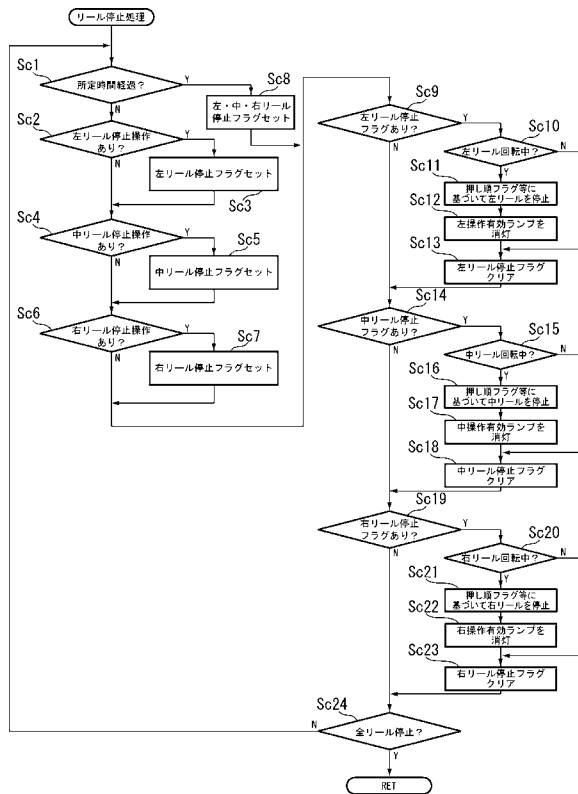 リール停止処理
Sc1
所定時間経過？
Y
N
Sc8
左・中・右リール
停止フラグセット
Sc2
左リール停止操作
あり？
Y
N
左リール停止フラグセット
Sc3
Sc4
中リール停止操作
あり？
Y
N
Sc5
中リール停止フラグセット
Sc6
右リール停止操作
あり？
Y
N
Sc7
右リール停止フラグセット
Sc9
左リール停止
フラグあり？
Y
N
Sc10
左リール回転中？
N
Y
Sc11
押し順フラグ等に
基づいて左リールを停止
Sc12
左操作有効ランプを
消灯
Sc13
左リール停止フラグ
クリア
Sc14
中リール停止
フラグあり？
Y
N
Sc15
中リール回転中？
N
Y
Sc16
押し順フラグ等に
基づいて中リールを停止
Sc17
中操作有効ランプを
消灯
Sc18
中リール停止フラグ
クリア
Sc19
右リール停止
フラグあり？
Y
N
Sc20
右リール回転中？
N
Y
Sc21
押し順フラグ等に
基づいて右リールを停止
Sc22
右操作有効ランプを
消灯
Sc23
右リール停止フラグ
クリア
Sc24
全リール停止？
N
Y
RET